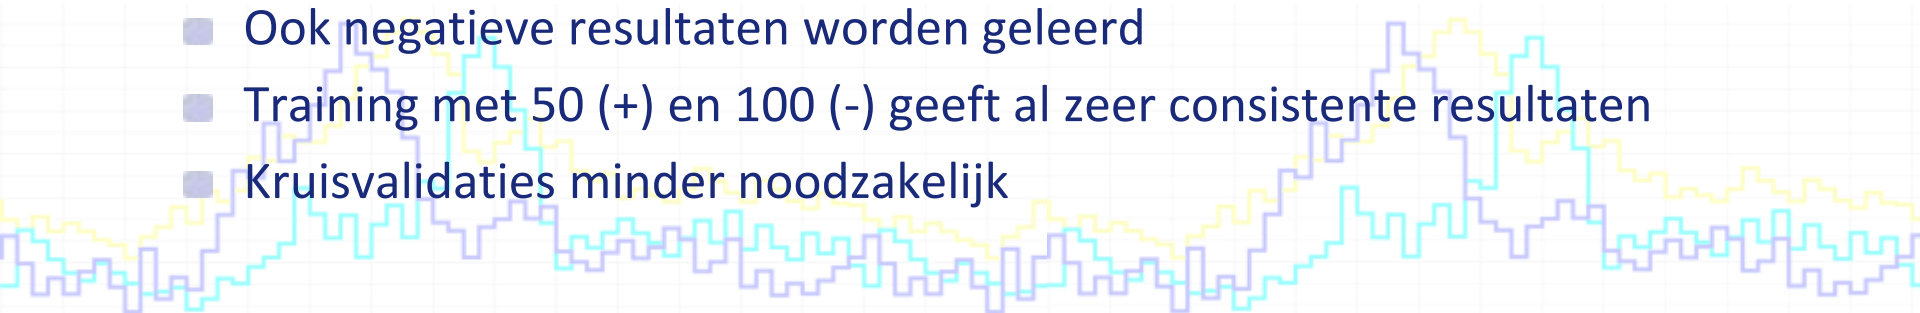 Ook negatieve resultaten worden geleerd
Training met 50 (+) en 100 (-) geeft al zeer consistente resultaten
Kruisvalidaties minder noodzakelijk